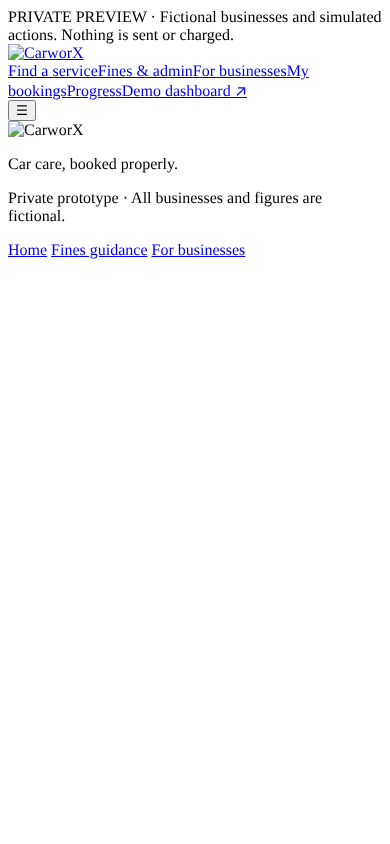 PRIVATE PREVIEW · Fictional businesses and simulated
actions. Nothing is sent or charged.
CarworX
Find a serviceFines & adminFor businessesMy
bookingsProgressDemo dashboard ↗
☰
CarworX
Car care, booked properly.
Private prototype · All businesses and figures are
fictional.
Home Fines guidance For businesses